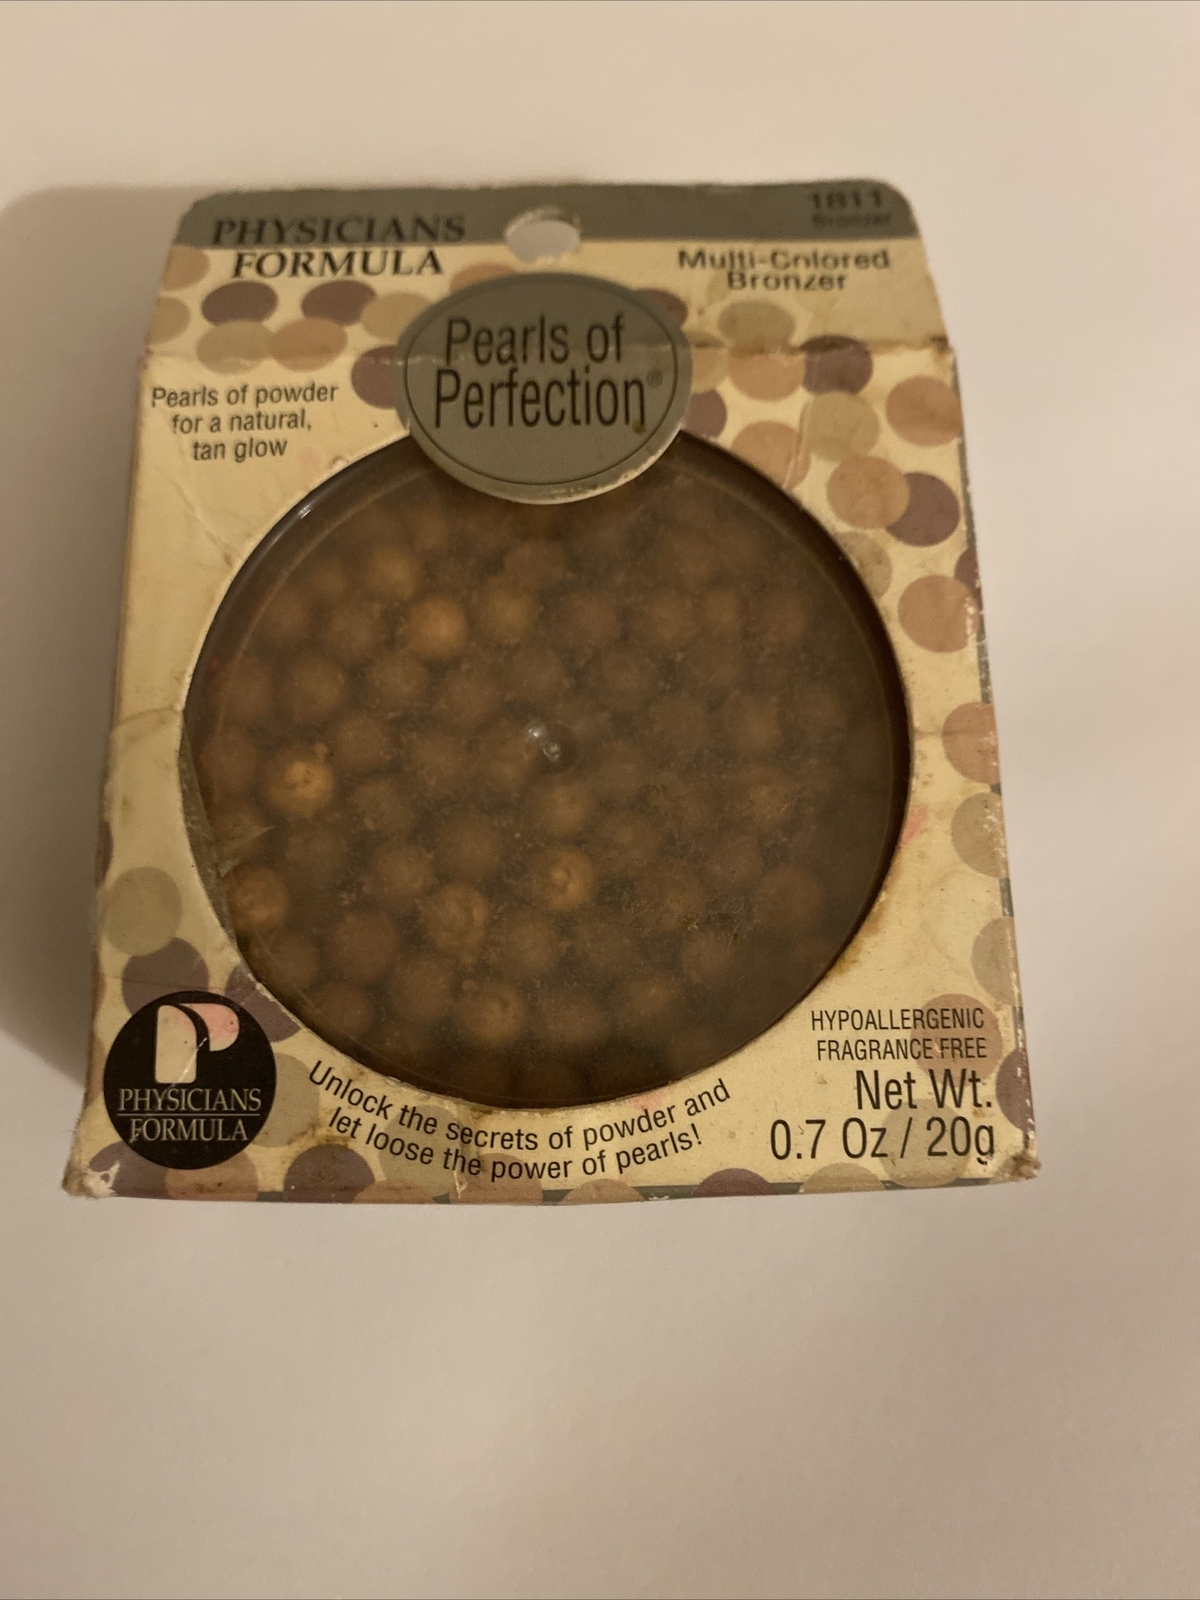 PHYSICIANS
FORMULA
1811
Bronzer
Multi-Colored
Bronzer
Pearls of
Perfection®
Pearls of powder
for a natural,
tan glow
HYPOALLERGENIC
FRAGRANCE FREE
Net Wt.
0.7 Oz / 20g
P
PHYSICIANS
FORMULA
Unlock the secrets of powder and
let loose the power of pearls!